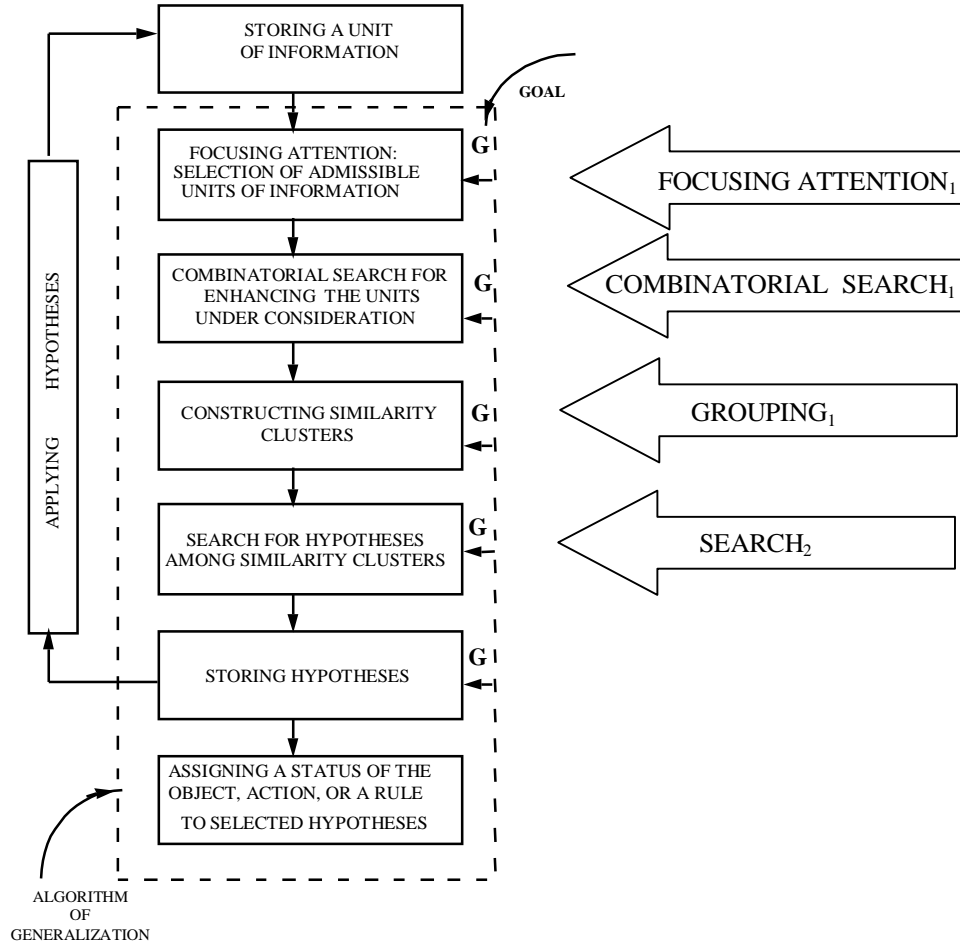 STORING A UNIT
OF INFORMATION
GOAL
G
FOCUSING ATTENTION:
SELECTION OF ADMISSIBLE
UNITS OF INFORMATION
FOCUSING ATTENTION1
COMBINATORIAL SEARCH FOR
ENHANCING THE UNITS
UNDER CONSIDERATION
G
COMBINATORIAL SEARCH1
APPLYING HYPOTHESES
CONSTRUCTING SIMILARITY
CLUSTERS
G
GROUPING1
SEARCH FOR HYPOTHESES
AMONG SIMILARITY CLUSTERS
G
SEARCH2
STORING HYPOTHESES
G
ASSIGNING A STATUS OF THE
OBJECT, ACTION, OR A RULE
TO SELECTED HYPOTHESES
ALGORITHM
OF
GENERALIZATION